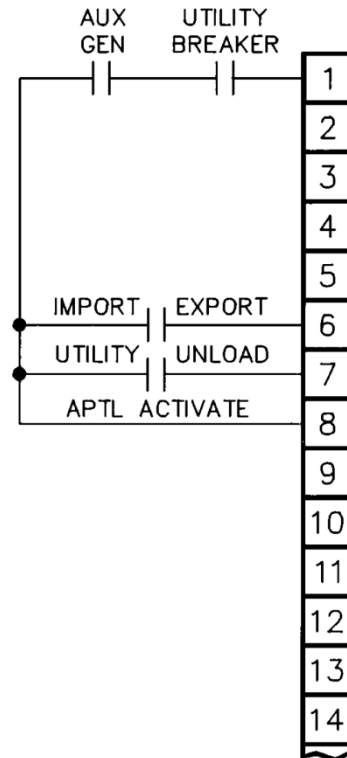 AUX UTILITY
GEN BREAKER
1
2
3
4
5
IMPORT EXPORT 6
UTILITY UNLOAD 7
APTL ACTIVATE 8
9
10
11
12
13
14